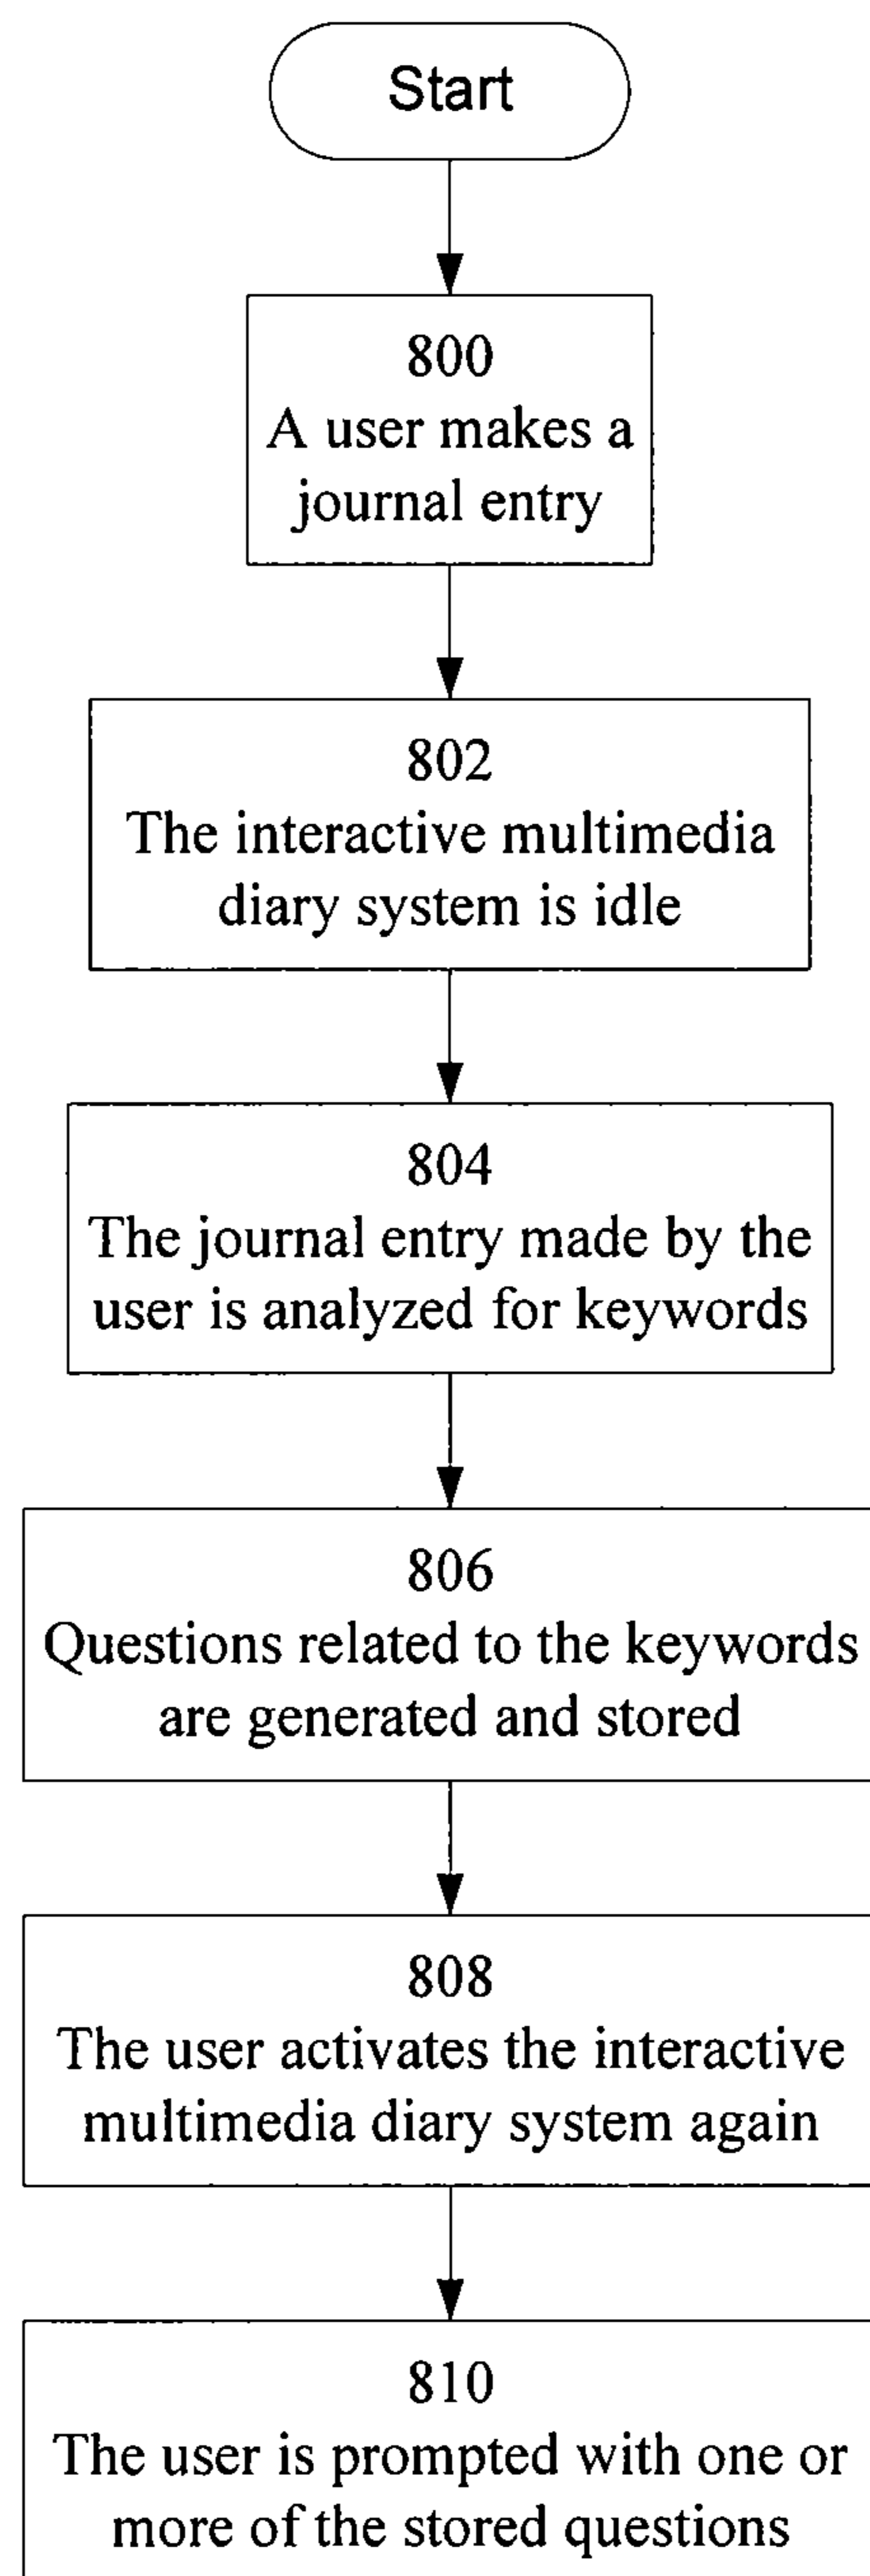 Start
800
A user makes a
journal entry
802
The interactive multimedia
diary system is idle
804
The journal entry made by the
user is analyzed for keywords
806
Questions related to the keywords
are generated and stored
808
The user activates the interactive
multimedia diary system again
810
The user is prompted with one or
more of the stored questions